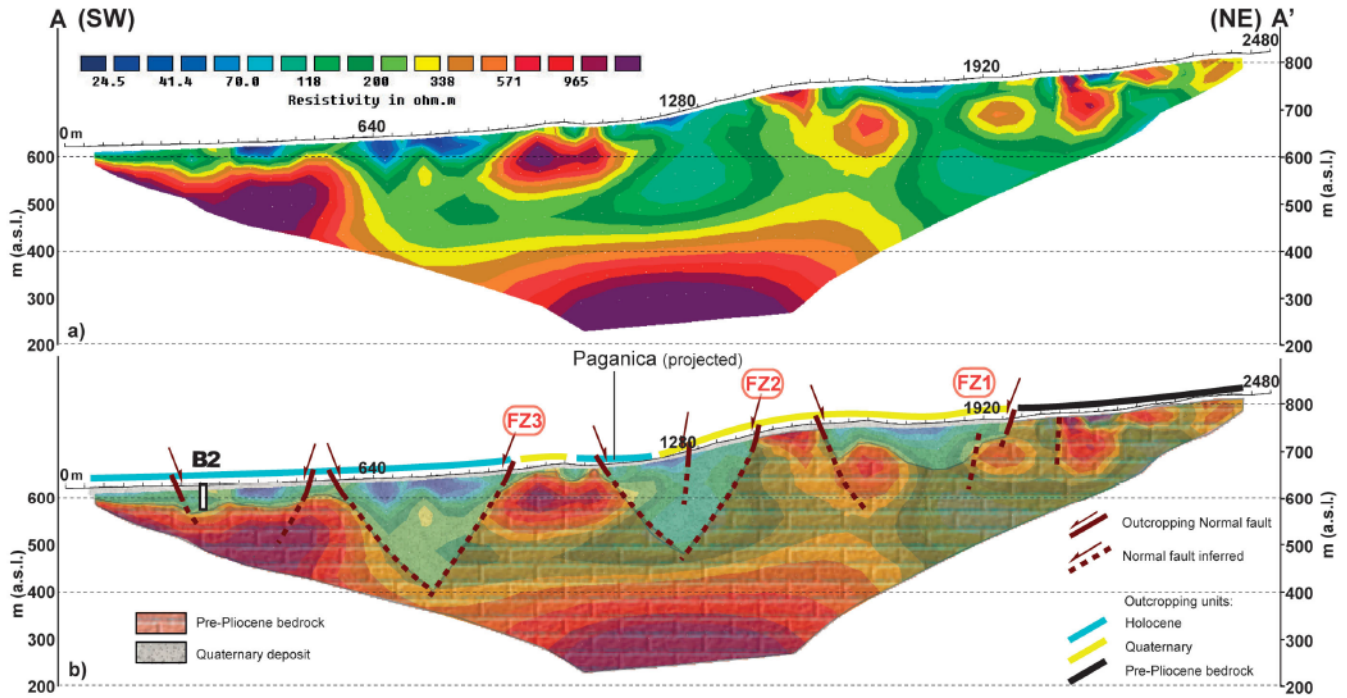 A (SW)
(NE) A’
2480
24.5 41.4 70.0 118 200 338 571 965
Resistivity in ohm.m
0 m
640
1280
1920
800
700
600
500
400
300
200
m (a.s.l.)
600
500
400
300
200
m (a.s.l.)
a)
Paganica (projected)
FZ3
FZ2
FZ1
B2
0 m
640
1280
1920
2480
800
700
600
500
400
300
200
m (a.s.l.)
600
500
400
300
200
m (a.s.l.)
Outcropping Normal fault
Normal fault inferred
Outcropping units:
Holocene
Quaternary
Pre-Pliocene bedrock
Pre-Pliocene bedrock
Quaternary deposit
b)